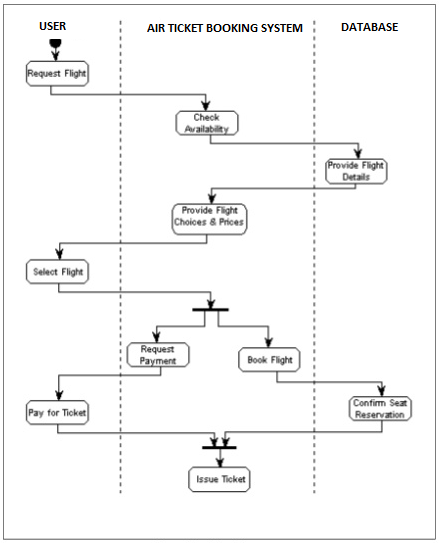 USER
AIR TICKET BOOKING SYSTEM
DATABASE
Request Flight
Check
Availability
Provide Flight
Details
Provide Flight
Choices & Prices
Select Flight
Request
Payment
Book Flight
Pay for Ticket
Confirm Seat
Reservation
Issue Ticket